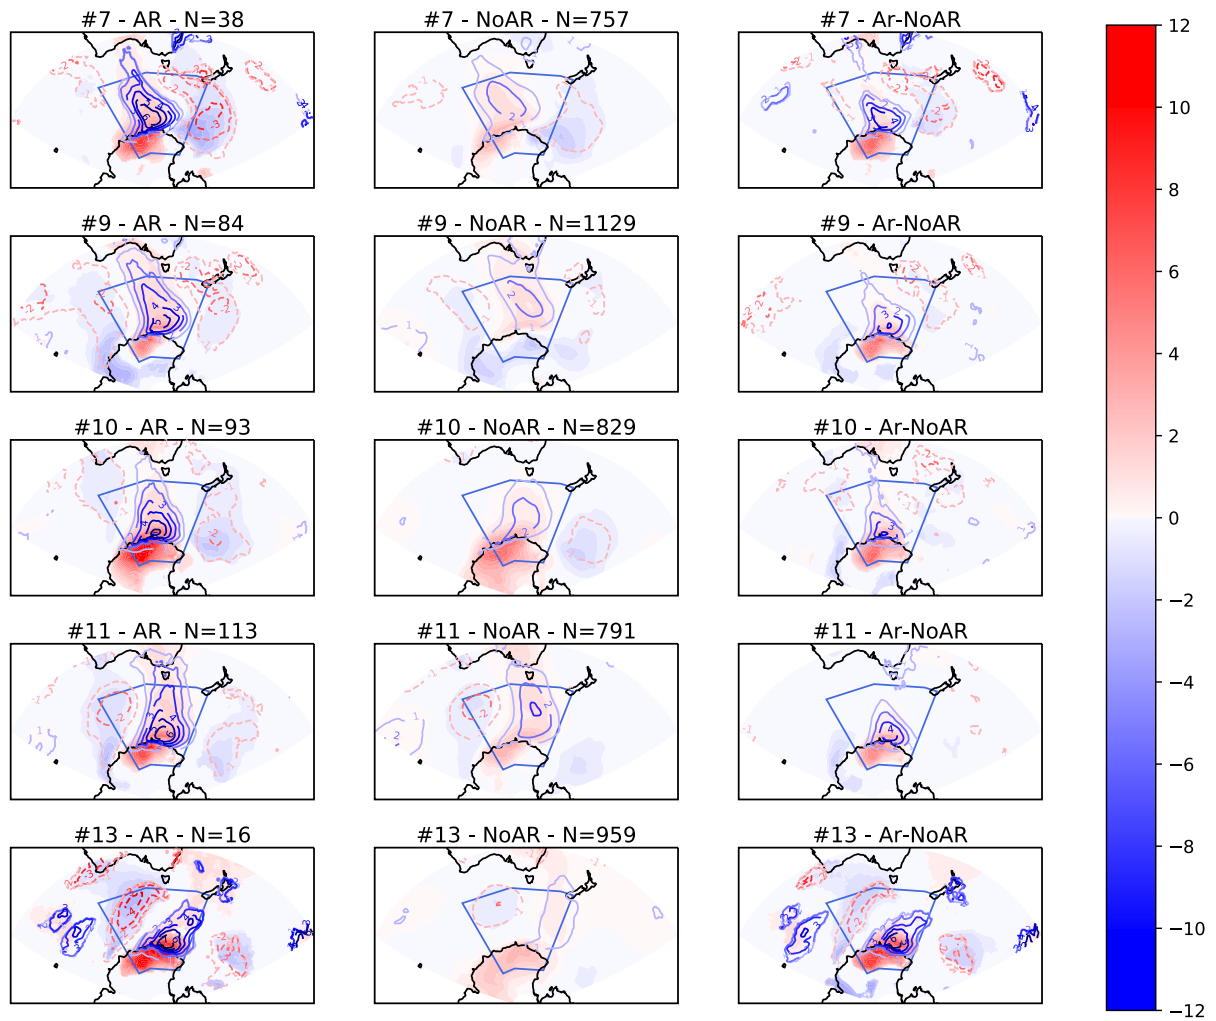 #7 - AR - N=38
#7 - NoAR - N=757
#7 - Ar-NoAR
#9 - AR - N=84
#9 - NoAR - N=1129
#9 - Ar-NoAR
#10 - AR - N=93
#10 - NoAR - N=829
#10 - Ar-NoAR
#11 - AR - N=113
#11 - NoAR - N=791
#11 - Ar-NoAR
#13 - AR - N=16
#13 - NoAR - N=959
#13 - Ar-NoAR
12
10
8
6
4
2
0
−2
−4
−6
−8
−10
−12